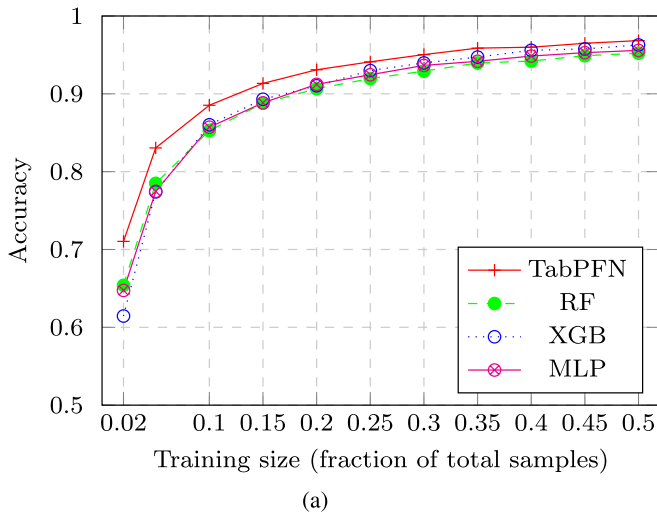 1
0.9
0.8
0.7
0.6
0.5
Accuracy
TabPFN
RF
XGB
MLP
0.02 0.1 0.15 0.2 0.25 0.3 0.35 0.4 0.45 0.5
Training size (fraction of total samples)
(a)